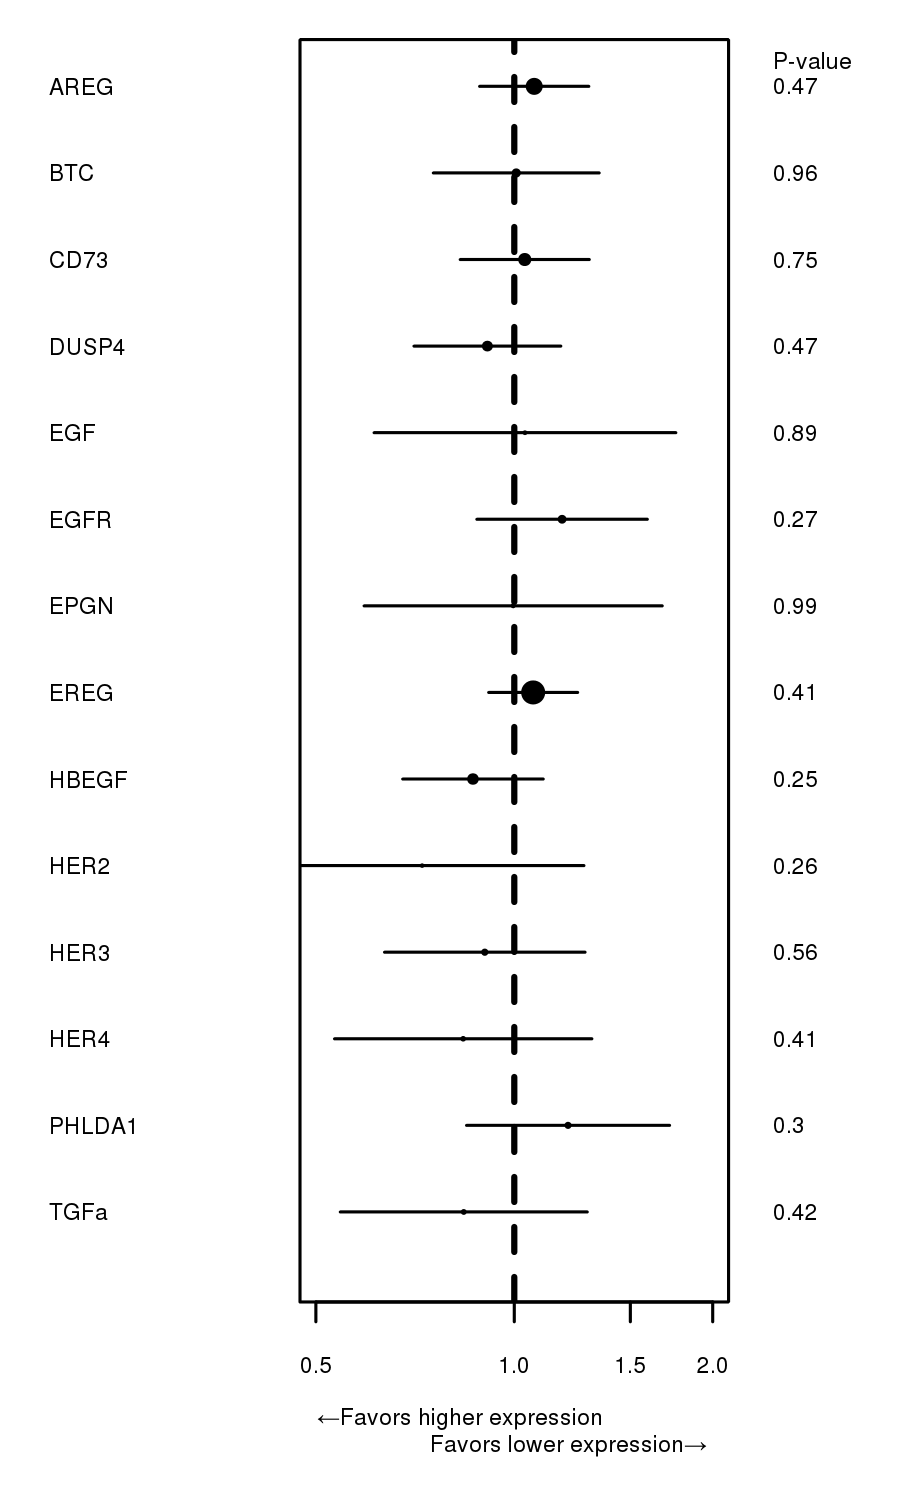 P-value
AREG 0.47
BTC 0.96
CD73 0.75
DUSP4 0.47
EGF 0.89
EGFR 0.27
EPGN 0.99
EREG 0.41
HBEGF 0.25
HER2 0.26
HER3 0.56
HER4 0.41
PHLDA1 0.3
TGFa 0.42
0.5 1.0 1.5 2.0
←Favors higher expression
Favors lower expression→